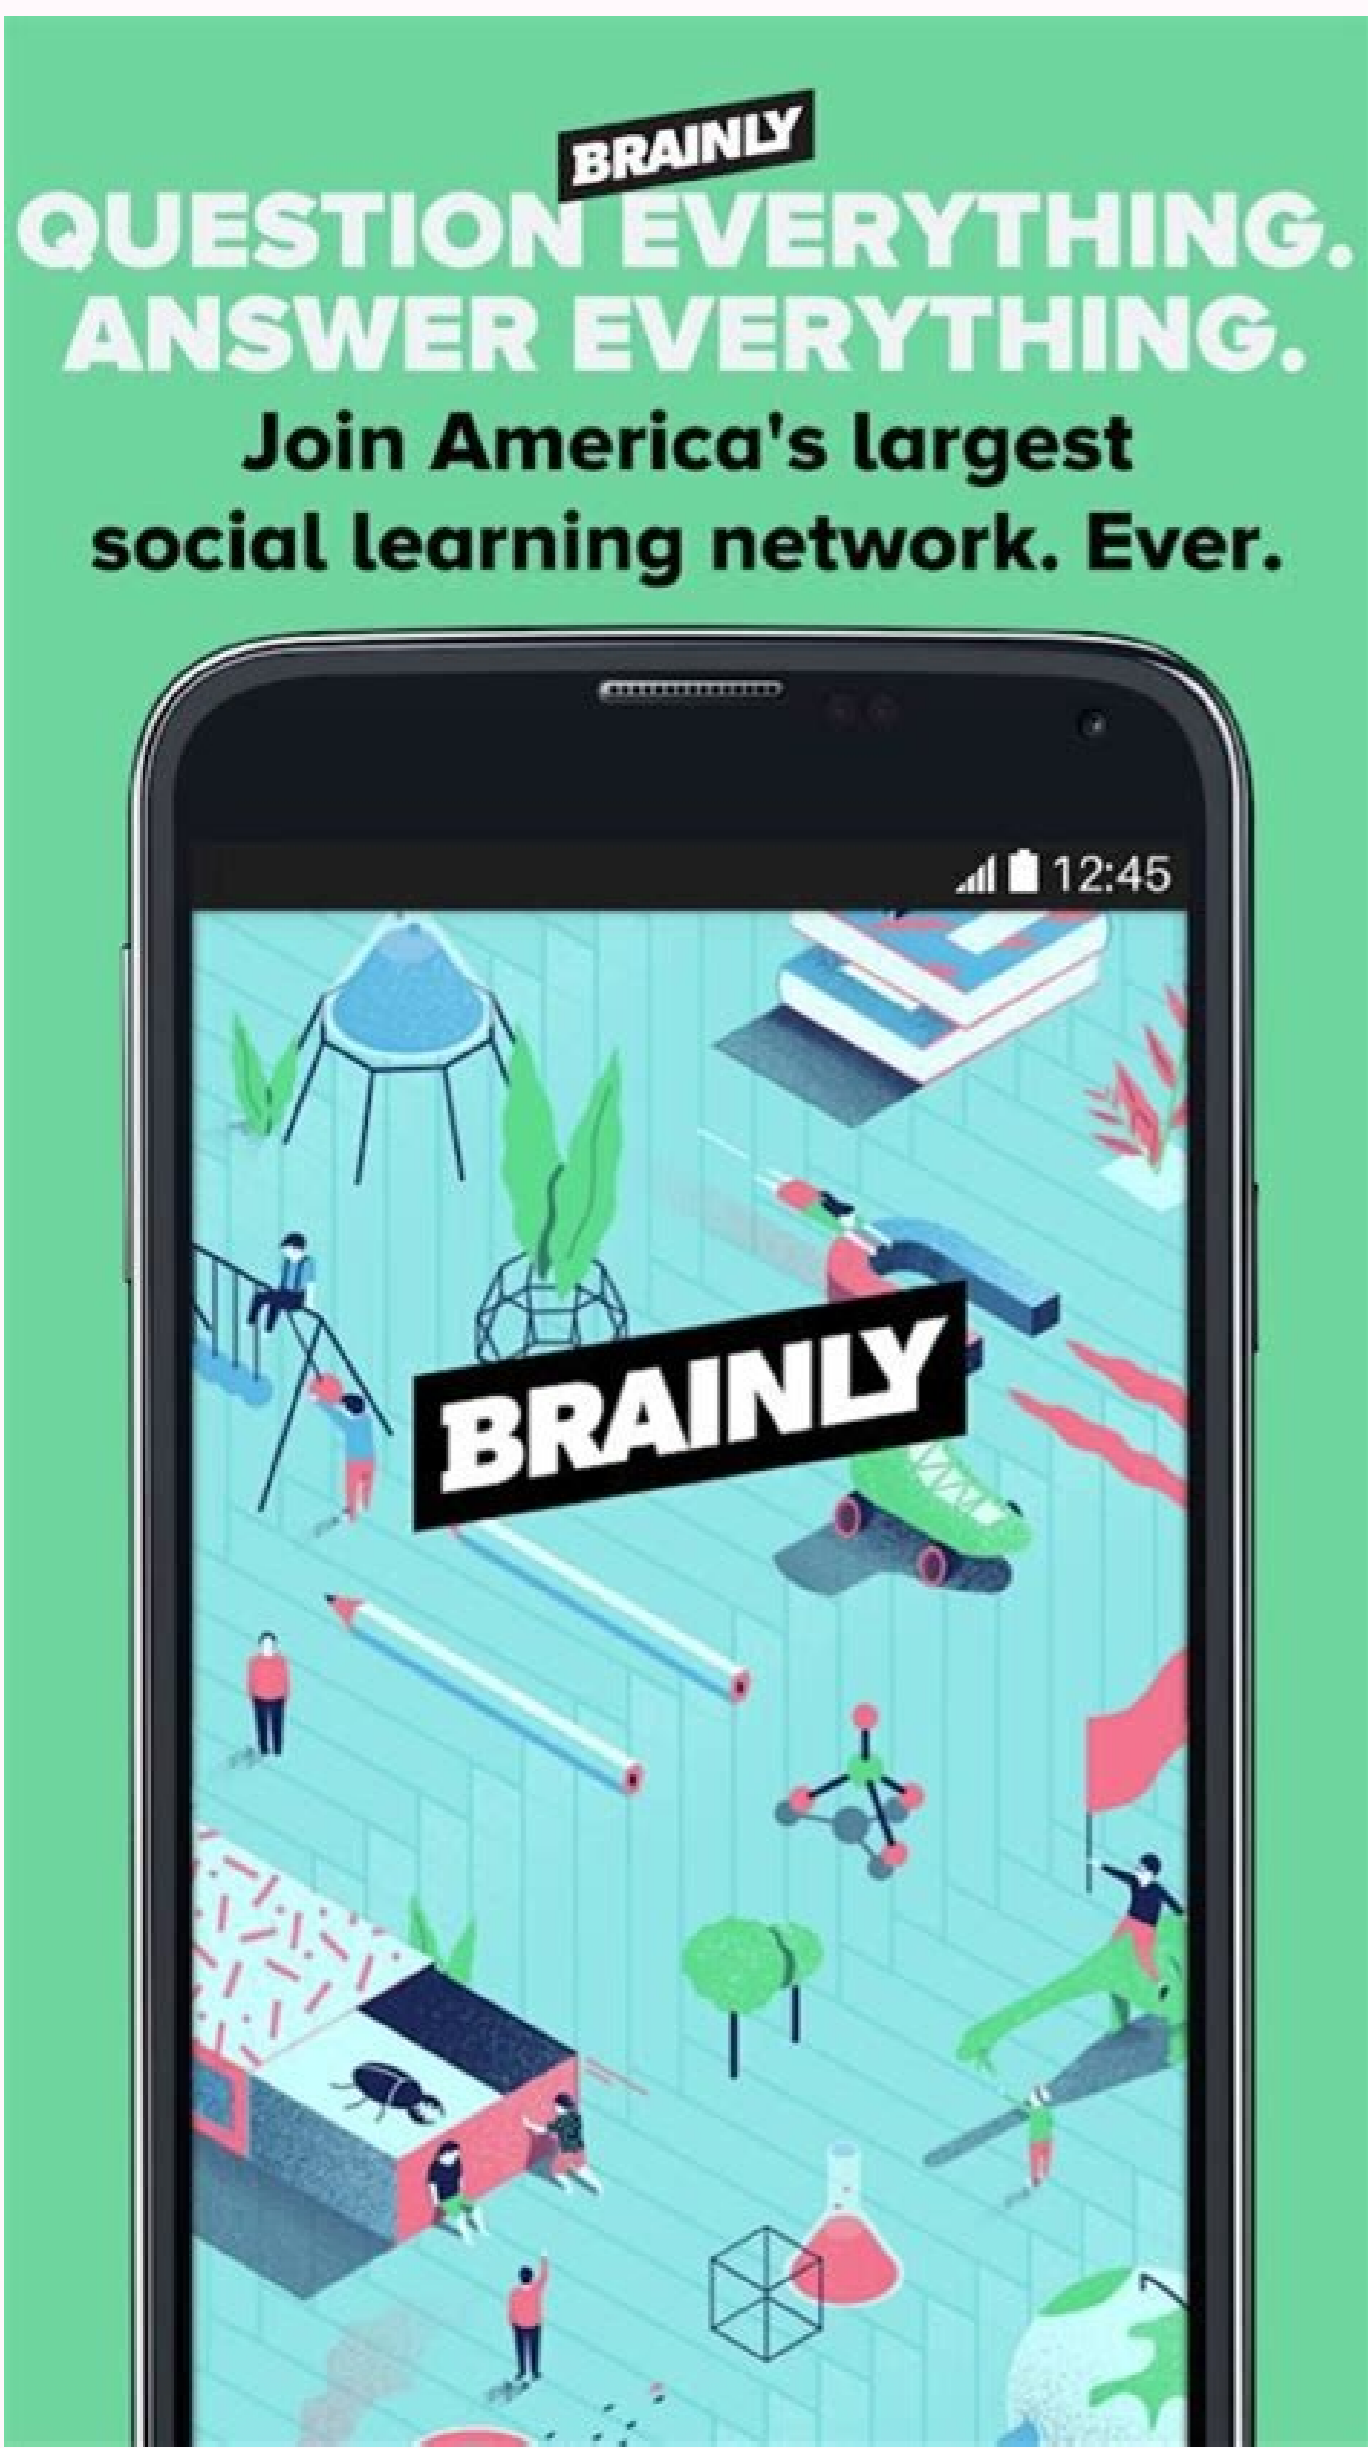 BRAINLY
QUESTION EVERYTHING.
ANSWER EVERYTHING.
Join America's largest
social learning network. Ever.
12:45
BRAINLY